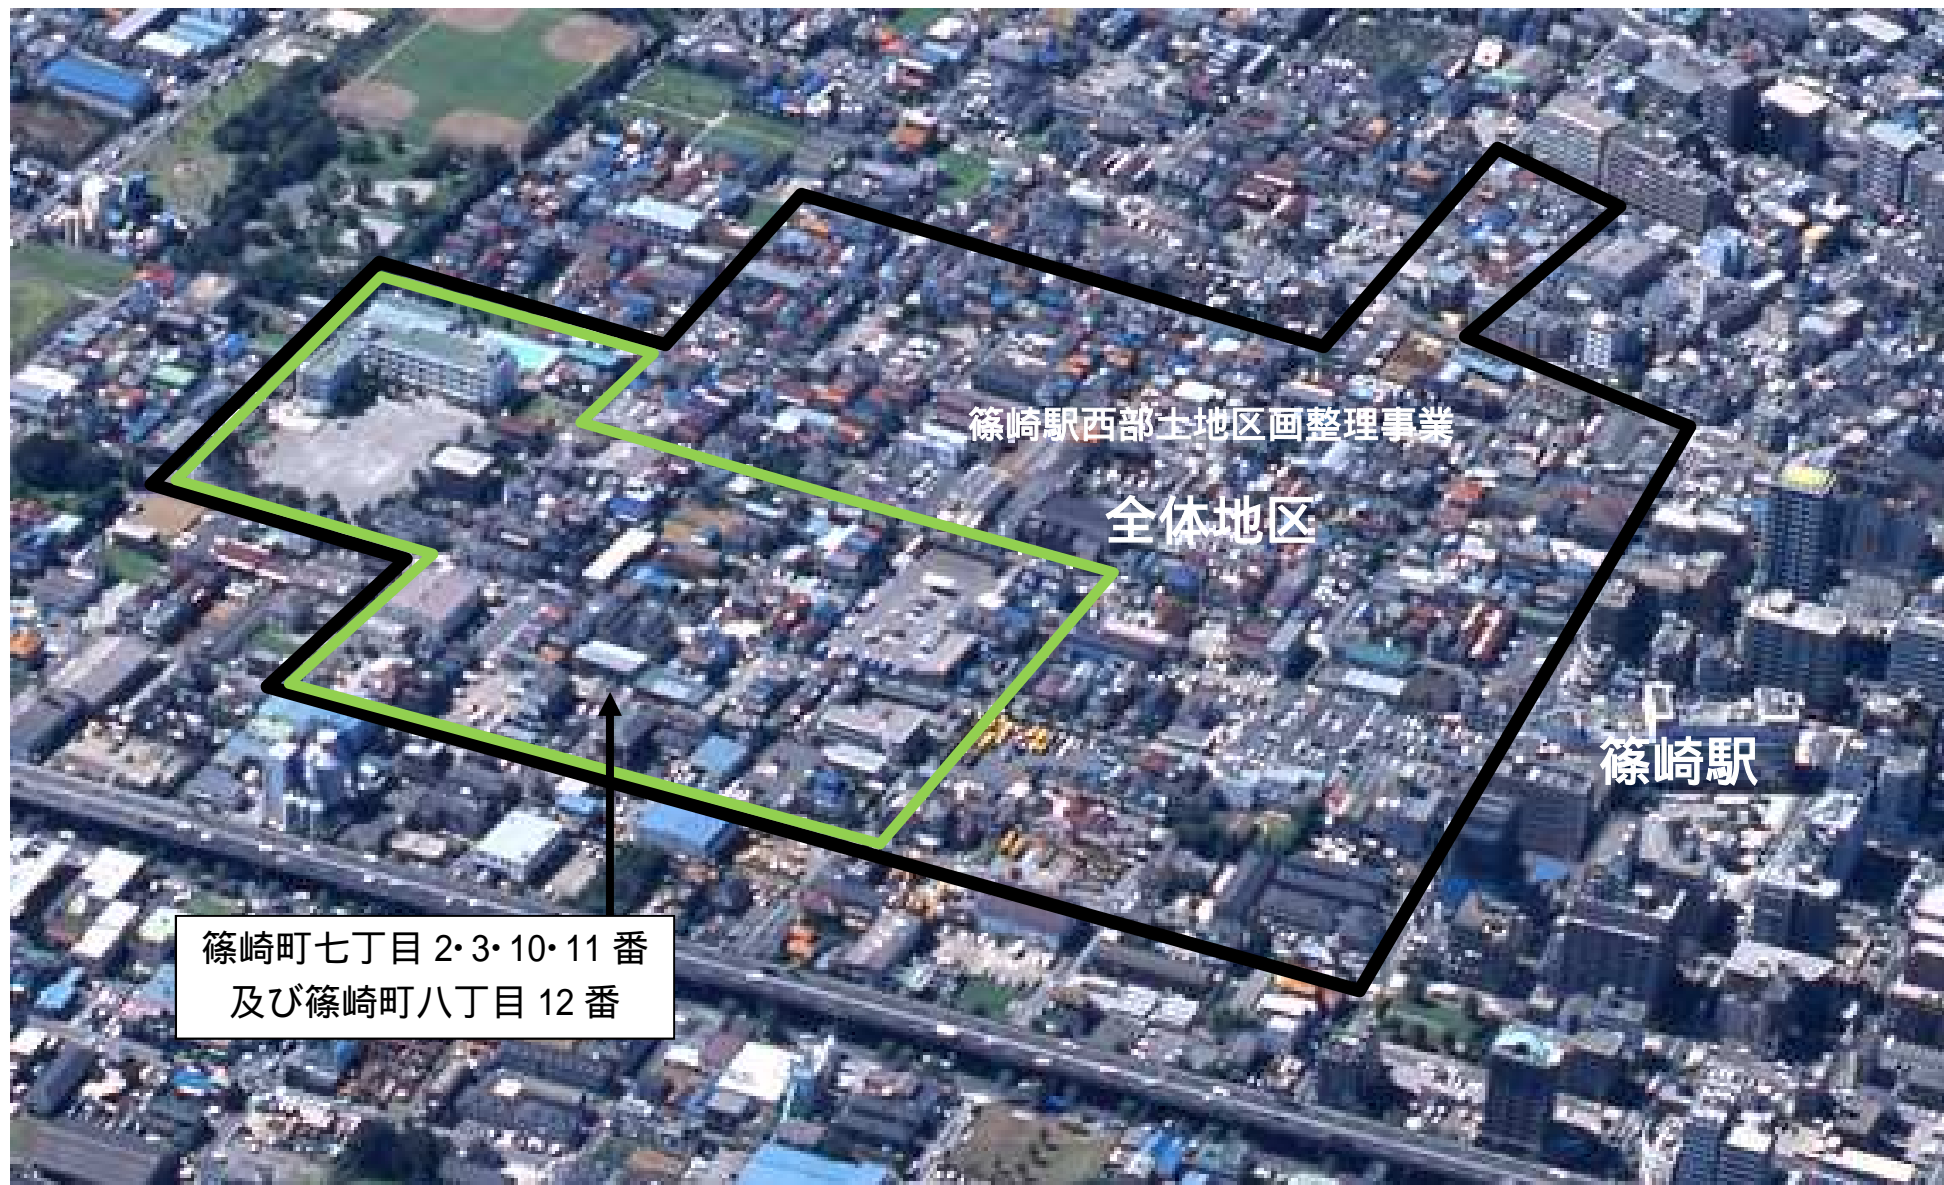 篠崎駅西部土地区画整理事業
全体地区
篠崎駅
篠崎町七丁目 2・3・10・11 番
及び篠崎町八丁目 12 番